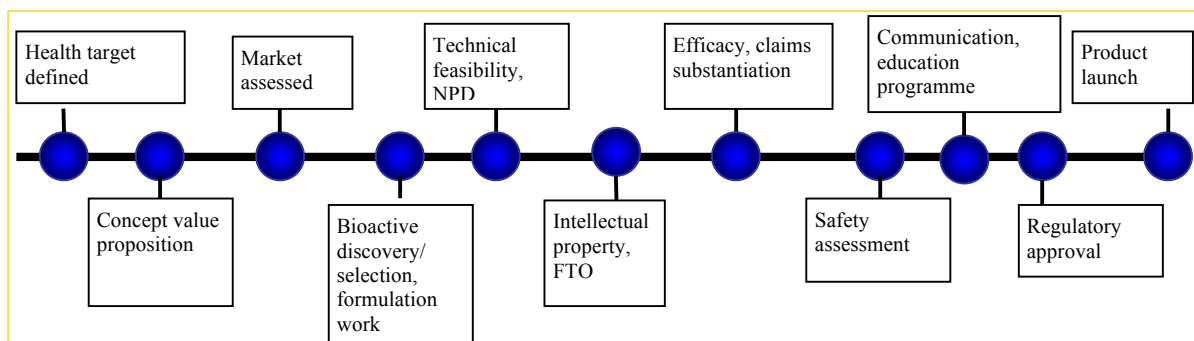 Health target
defined
Concept value
proposition
Market
assessed
Bioactive
discovery/
selection,
formulation
work
Technical
feasibility,
NPD
Intellectual
property,
FTO
Efficacy, claims
substantiation
Safety
assessment
Communication,
education
programme
Regulatory
approval
Product
launch